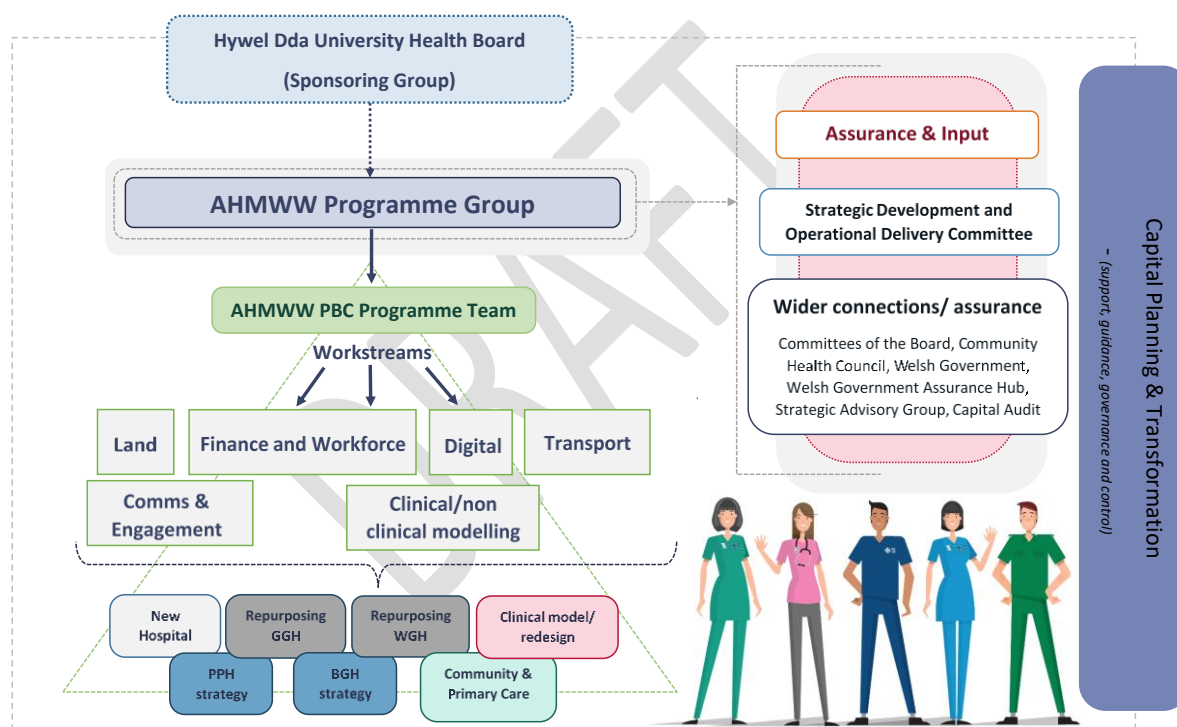 Hywel Dda University Health Board
(Sponsoring Group)
AHMWW Programme Group
AHMWW PBC Programme Team
Workstreams
Land
Finance and Workforce
Digital
Transport
Comms &
Engagement
Clinical/non
clinical modelling
New
Hospital
Repurposing
GGH
Repurposing
WGH
Clinical model/
redesign
PPH
strategy
BGH
strategy
Community &
Primary Care
Assurance & Input
Strategic Development and
Operational Delivery Committee
Wider connections/ assurance
Committees of the Board, Community
Health Council, Welsh Government,
Welsh Government Assurance Hub,
Strategic Advisory Group, Capital Audit
Capital Planning & Transformation
- (support, guidance, governance and control)
DRAFT